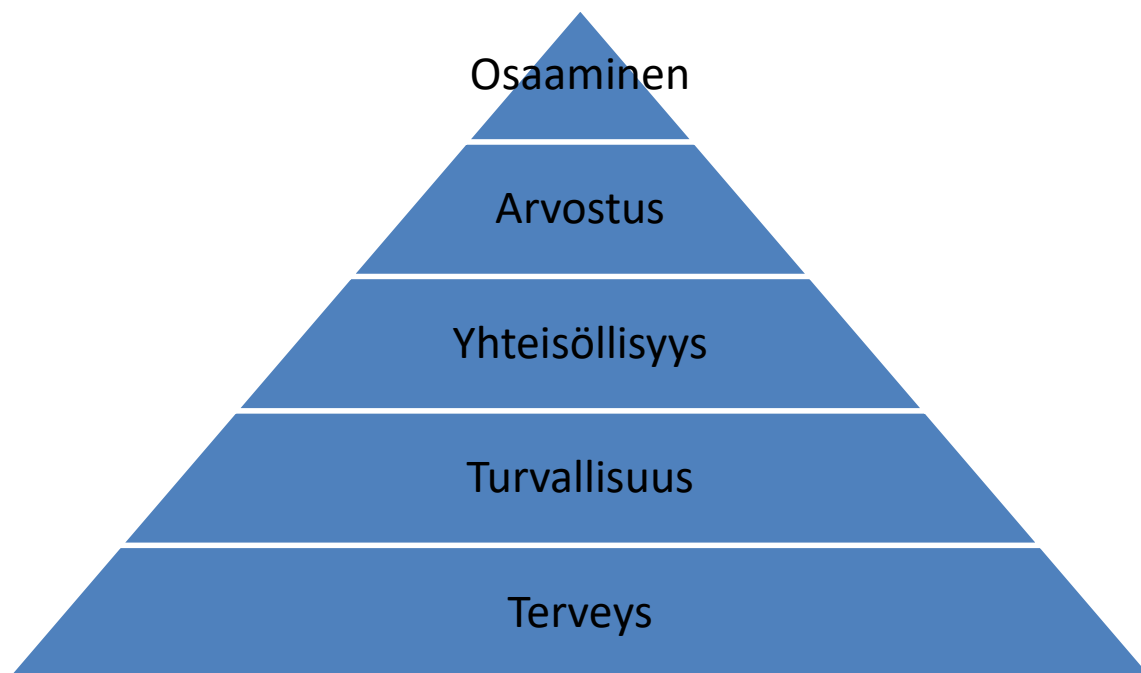 Osaaminen
Arvostus
Yhteisöllisyys
Turvallisuus
Terveys